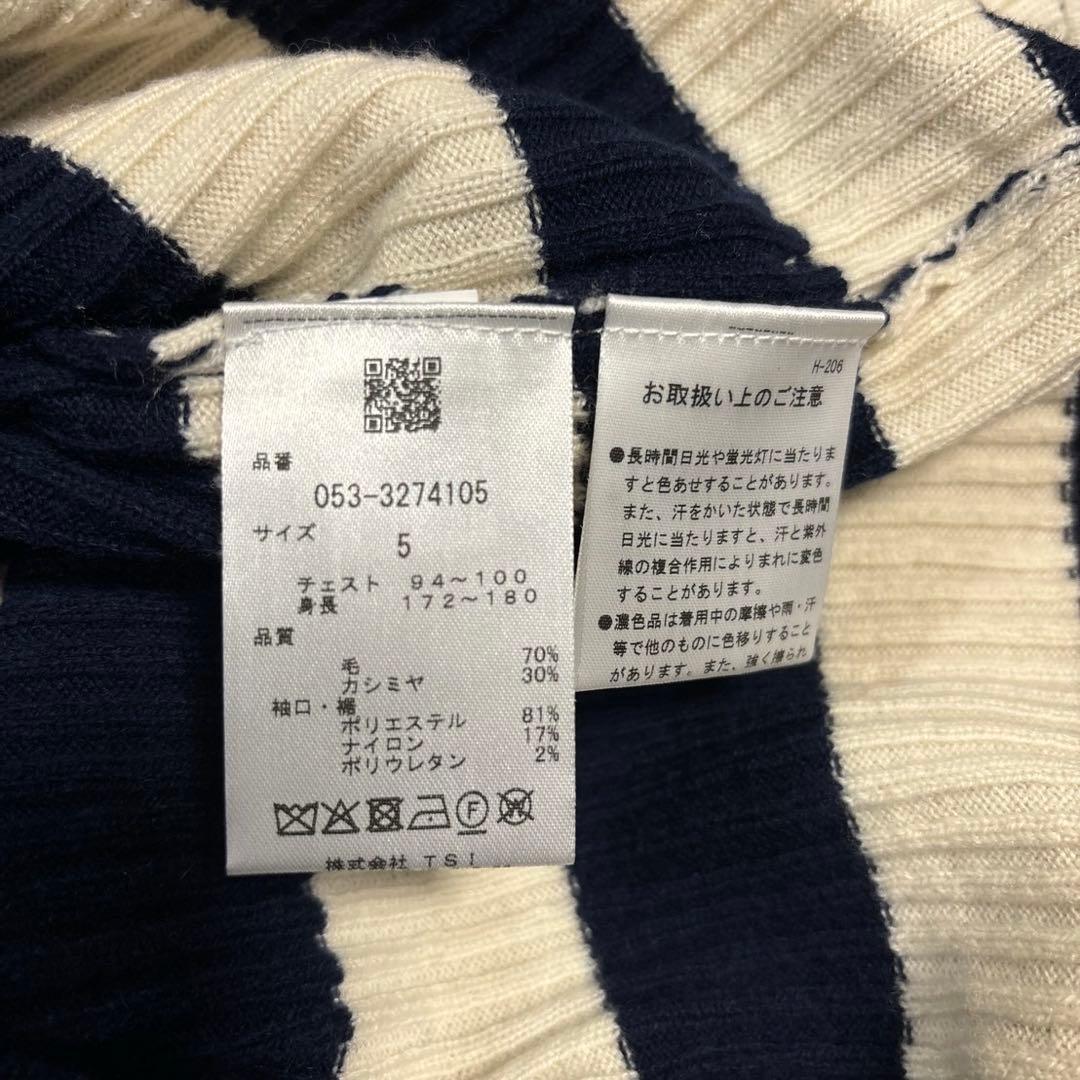 品番
053-3274105
サイズ
5
チェスト 94~100
身長 172~180
品質
毛 70%
カシミヤ 30%
袖口・裾
ポリエステル 81%
ナイロン 17%
ポリウレタン 2%
F
W
株式会社 TSI
H-206
お取扱い上のご注意
●長時間日光や蛍光灯に当たりま
すと色あせすることがあります。
また、汗をかいた状態で長時間
日光に当たりますと、汗と紫外
線の複合作用によりまれに変色
することがあります。
●濃色品は着用中の摩擦や雨・汗
等で他のものに色移りすること
があります。また、強く擦られ